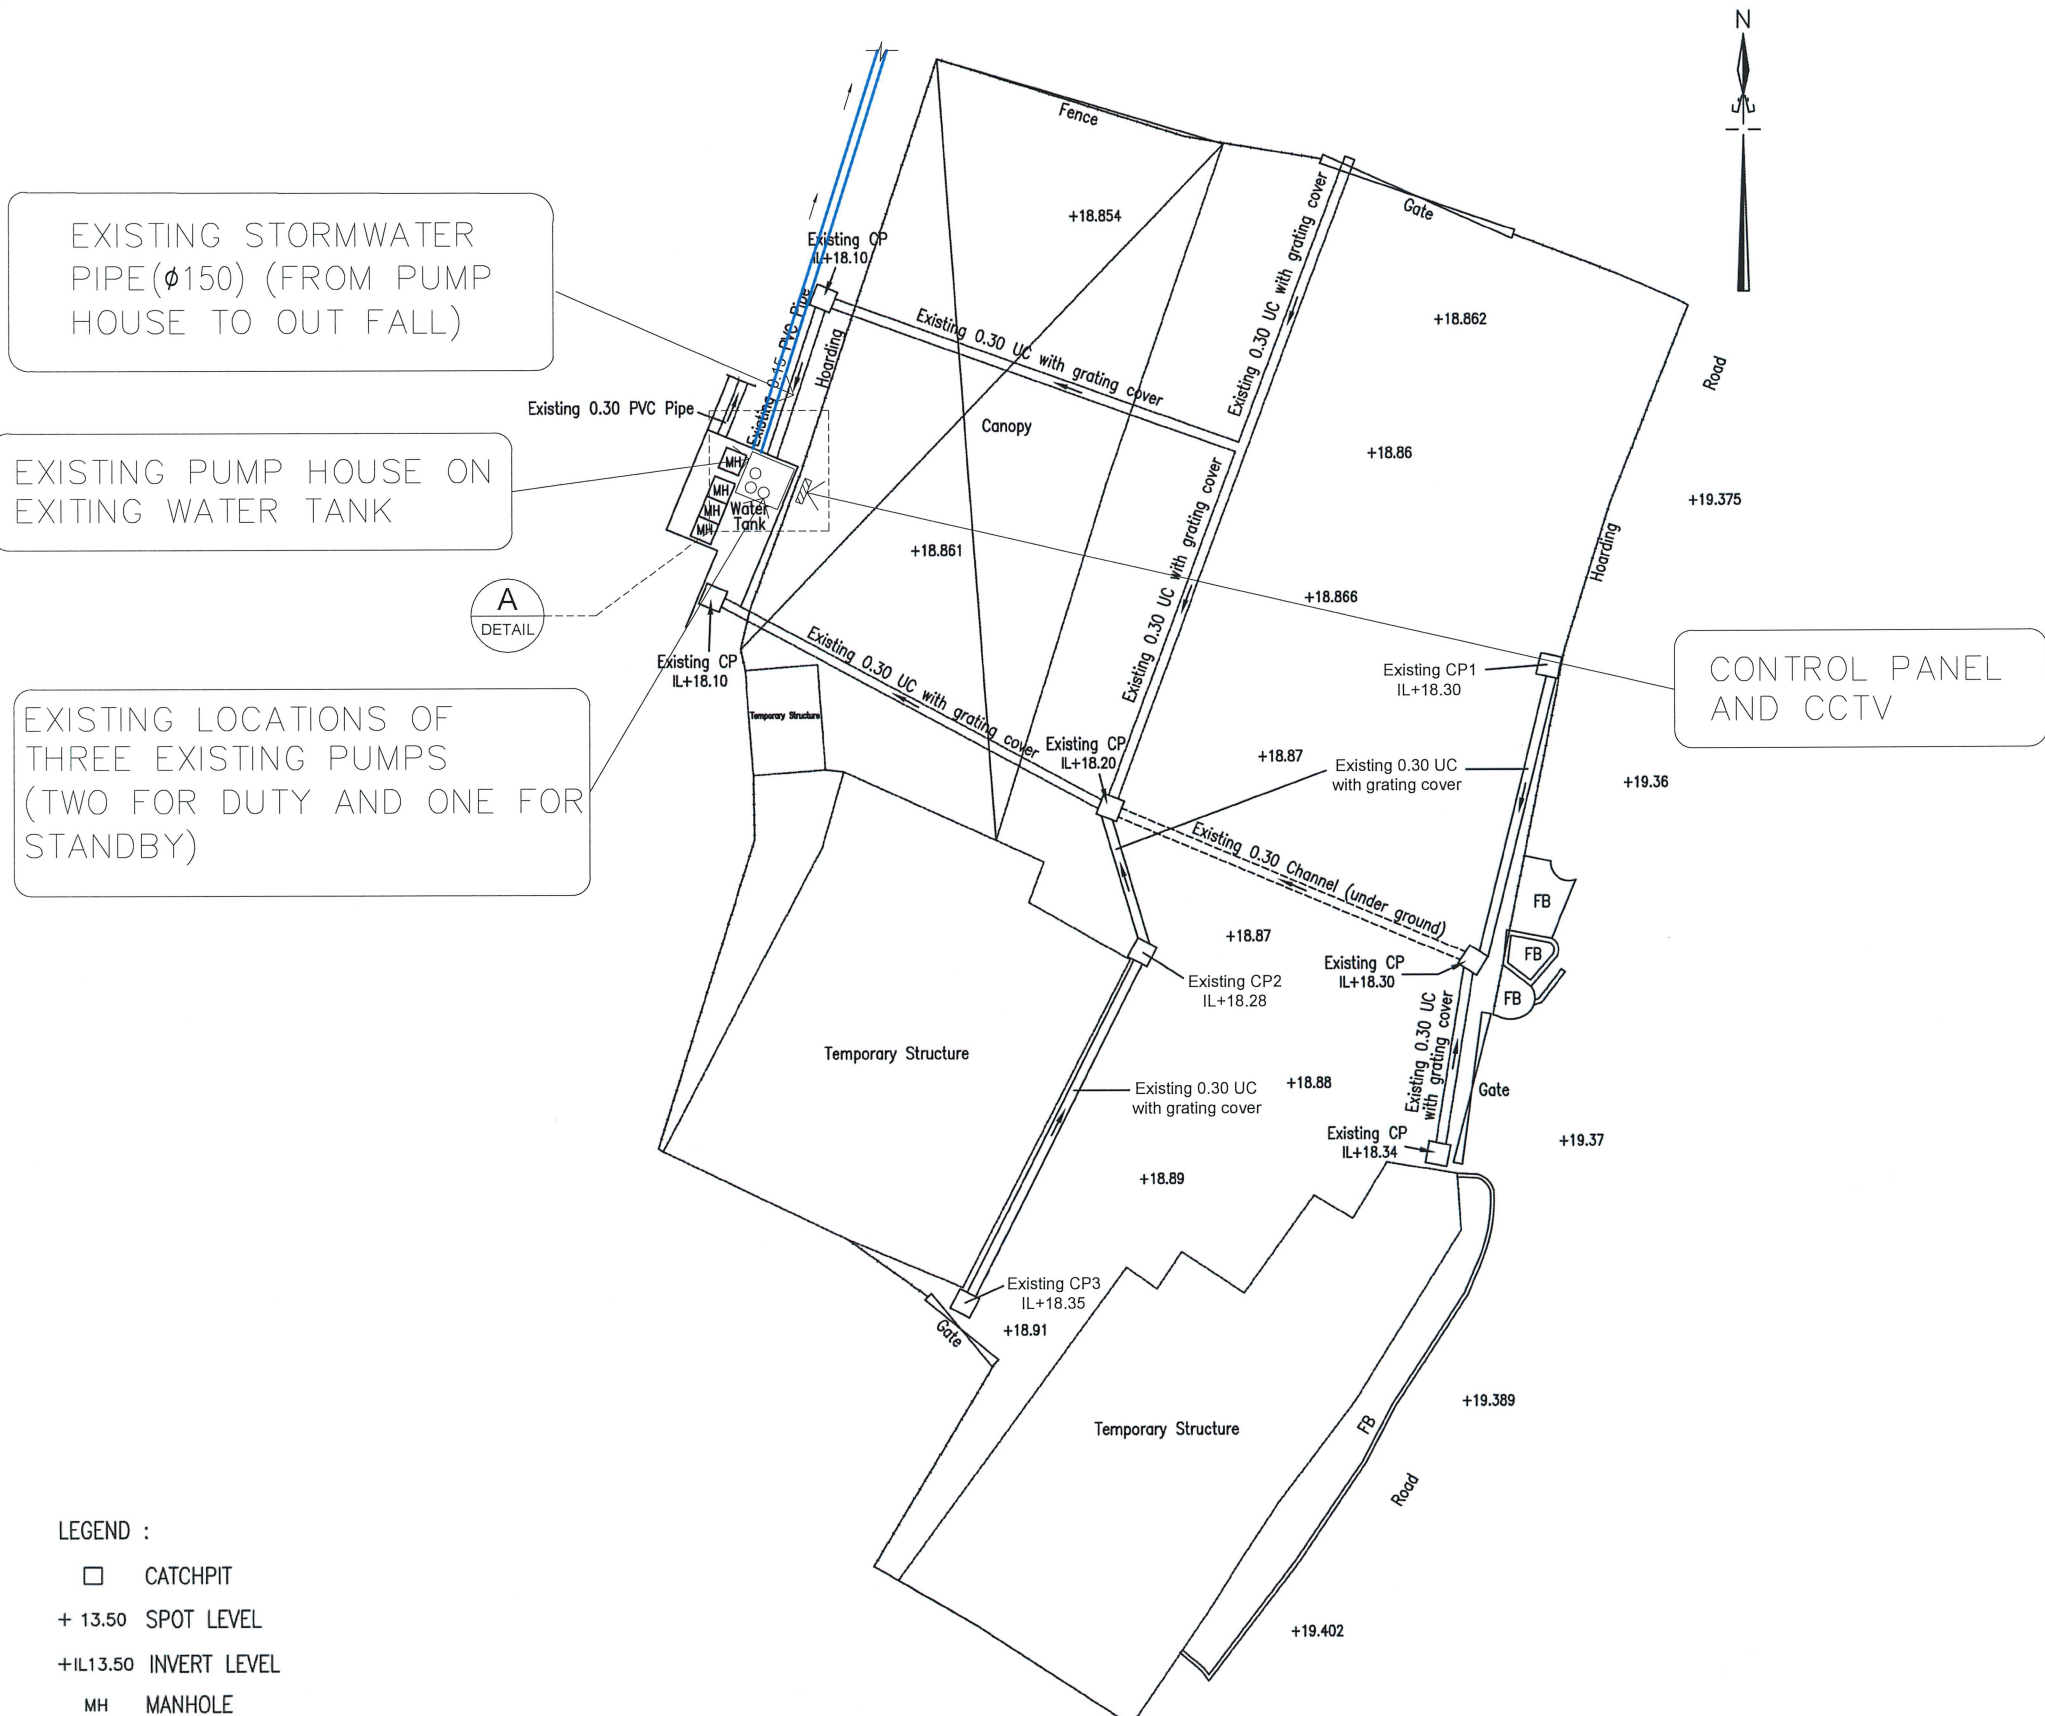 N
EXISTING STORMWATER
PIPE(ϕ150) (FROM PUMP
HOUSE TO OUT FALL)
Fence
Gate
+18.854
Existing CP
IL+18.10
+18.862
Road
Existing 0.30 UC with grating cover
Existing 0.30 UC with grating cover
Existing 0.15 PVC Pipe
Hoarding
Existing 0.30 PVC Pipe
Canopy
+18.86
+19.375
EXISTING PUMP HOUSE ON
EXITING WATER TANK
MH
MH
MH
MH
Water
Tank
+18.861
Existing 0.30 UC with grating cover
Hoarding
+18.866
A
DETAIL
Existing CP
IL+18.10
Existing 0.30 UC with grating cover
Existing CP1
IL+18.30
CONTROL PANEL
AND CCTV
EXISTING LOCATIONS OF
THREE EXISTING PUMPS
(TWO FOR DUTY AND ONE FOR
STANDBY)
Temporary Structure
Existing CP
IL+18.20
+18.87
Existing 0.30 UC
with grating cover
+19.36
Existing 0.30 Channel (under ground)
FB
FB
FB
+18.87
Existing CP2
IL+18.28
Existing CP
IL+18.30
Existing 0.30 UC
with grating cover
Temporary Structure
Existing 0.30 UC
with grating cover
+18.88
Gate
Existing CP
IL+18.34
+19.37
+18.89
Existing CP3
IL+18.35
+18.91
Gate
+19.389
Temporary Structure
FB
Road
+19.402
LEGEND :
CATCHPIT
+ 13.50 SPOT LEVEL
+IL13.50 INVERT LEVEL
MH MANHOLE